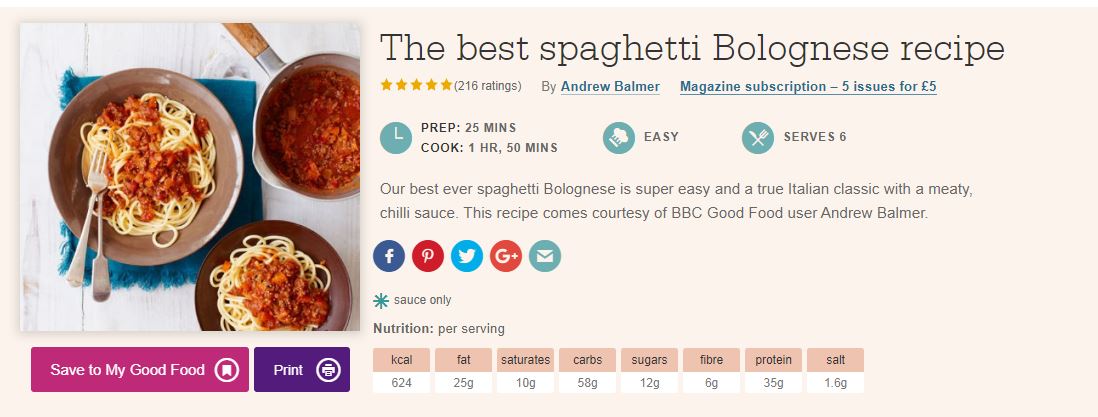 The best spaghetti Bolognese recipe
(216 ratings) By Andrew Balmer Magazine subscription – 5 issues for £5
PREP: 25 MINS
COOK: 1 HR, 50 MINS
EASY
SERVES 6
Our best ever spaghetti Bolognese is super easy and a true Italian classic with a meaty,
chilli sauce. This recipe comes courtesy of BBC Good Food user Andrew Balmer.
f G+
sauce only
Nutrition: per serving
kcal fat saturates carbs sugars fibre protein salt
624 25g 10g 58g 12g 6g 35g 1.6g
Save to My Good Food Print